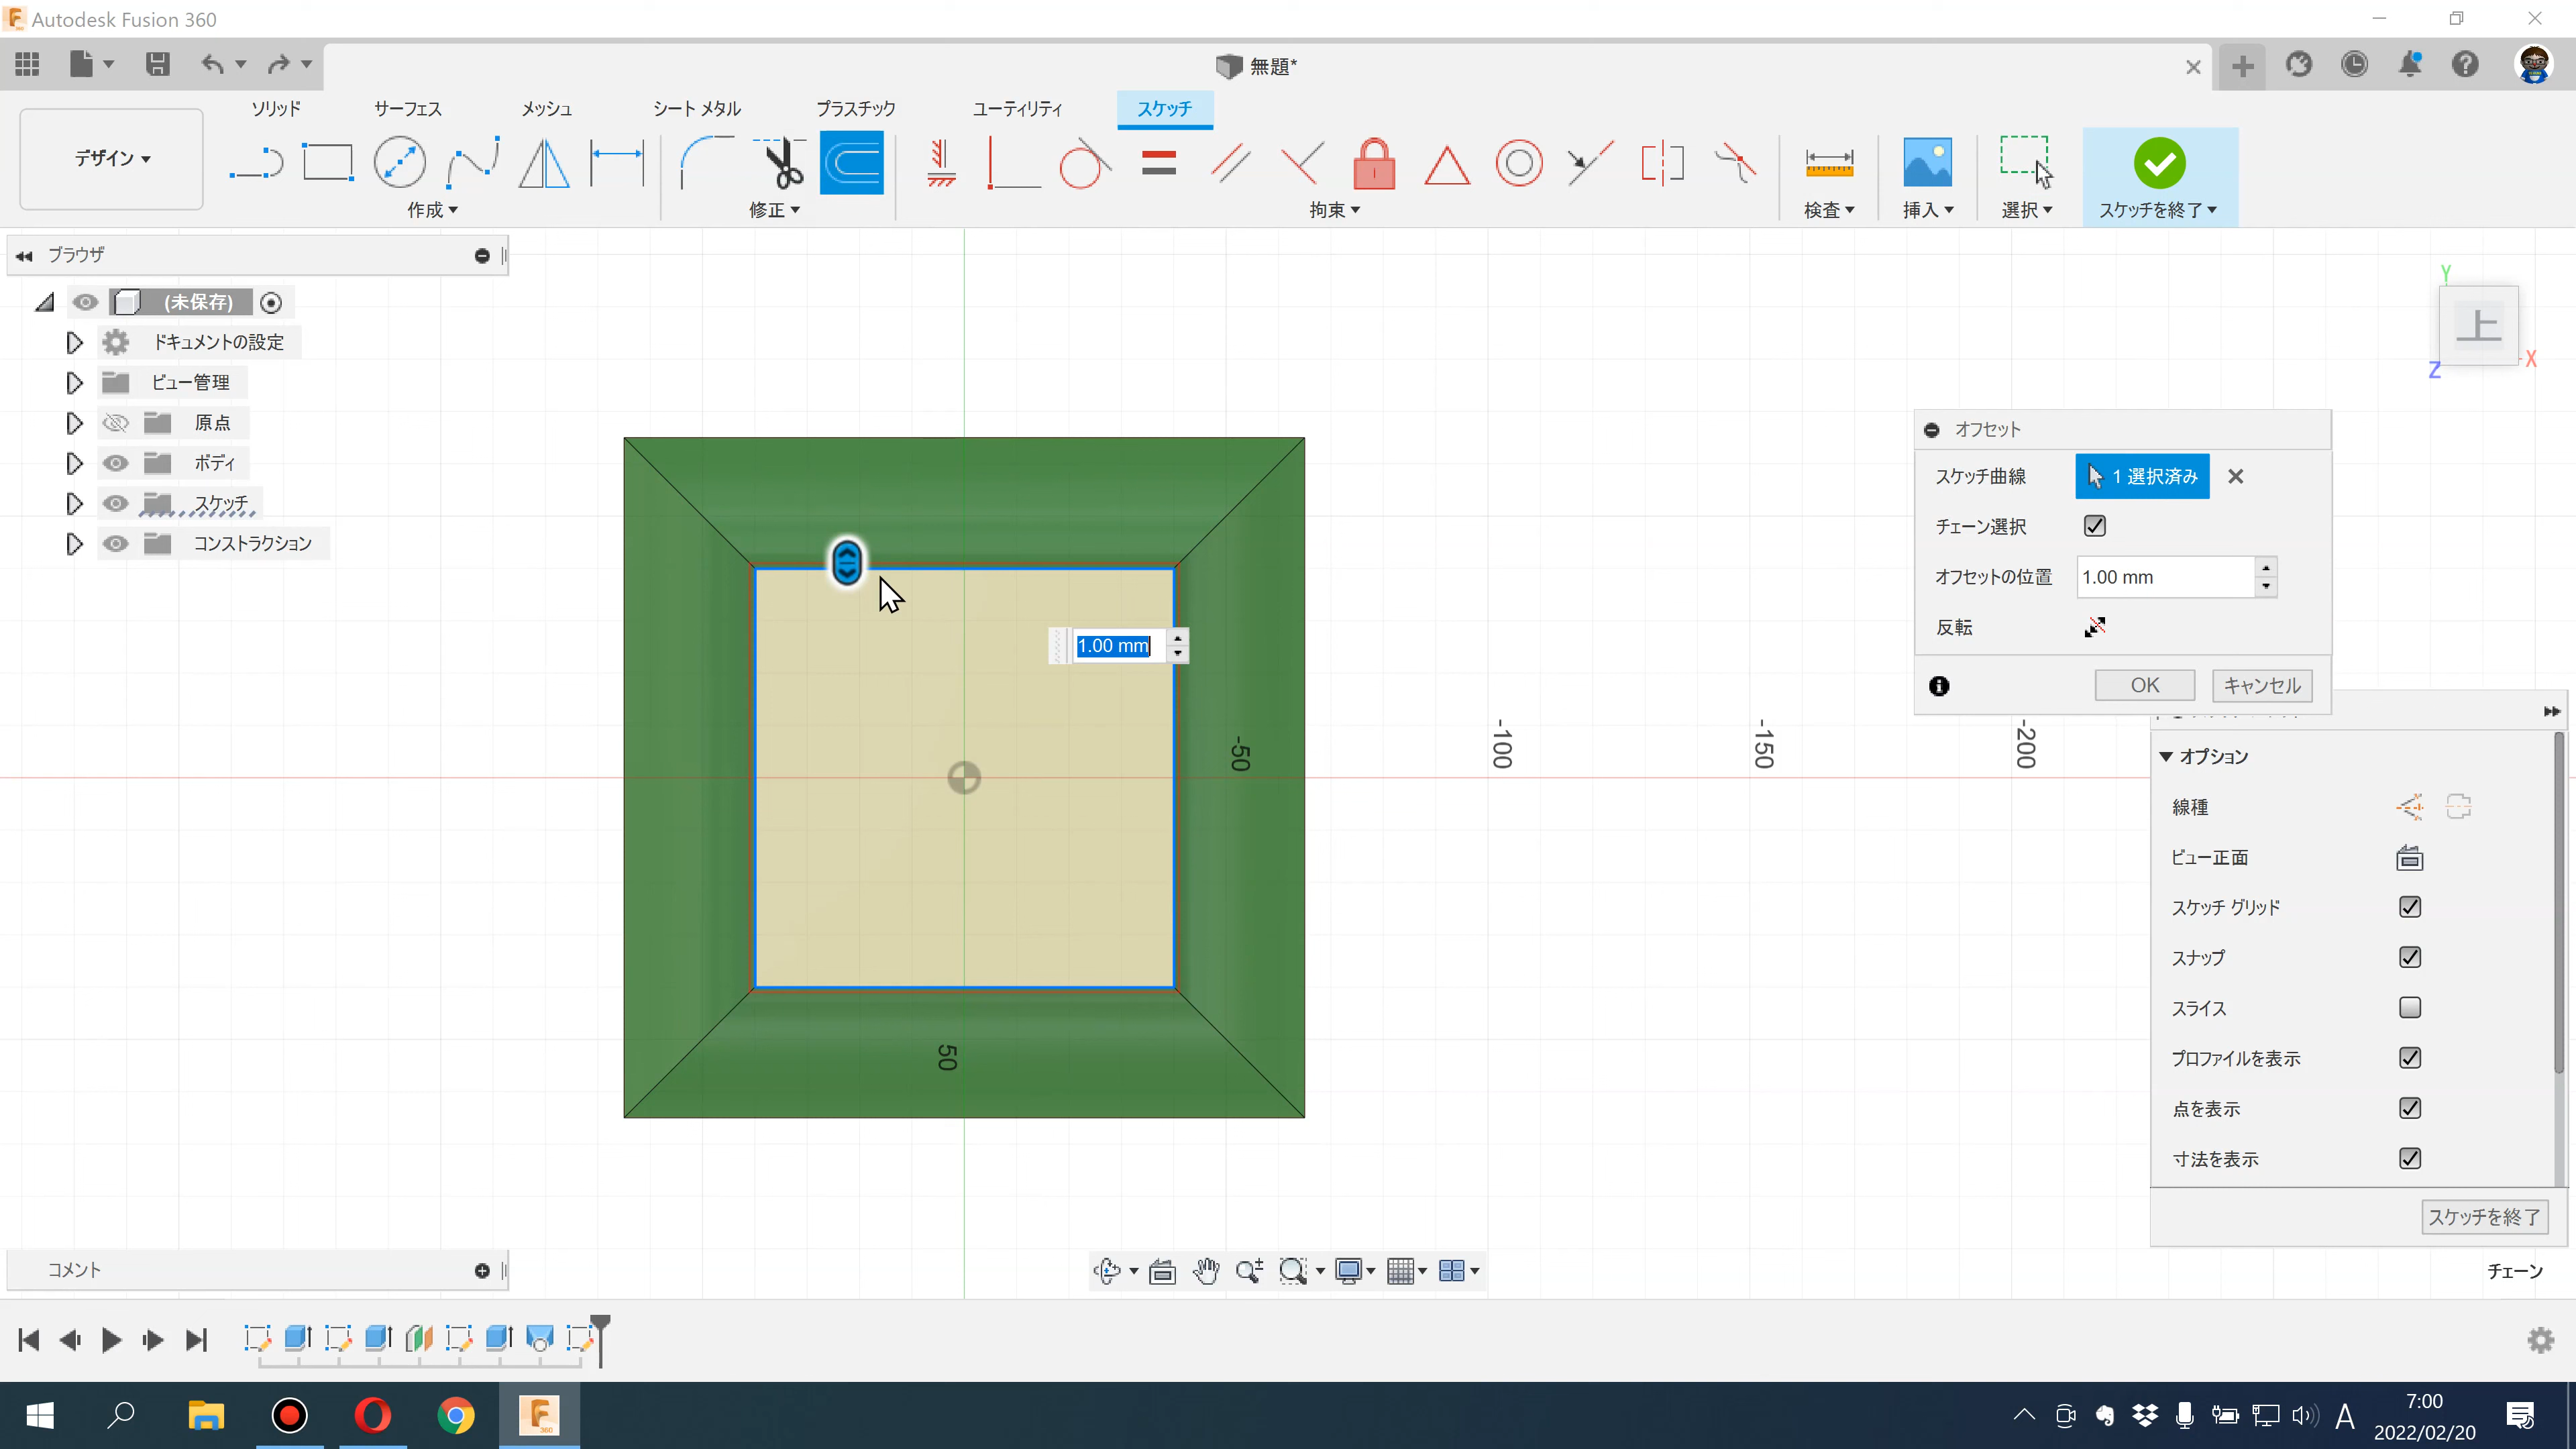 Autodesk Fusion 360
無題*
ソリッド
サーフェス
メッシュ
シート メタル
プラスチック
ユーティリティ
スケッチ
デザイン
作成
修正
拘束
検査
挿入
選択
スケッチを終了
ブラウザ
(未保存)
ドキュメントの設定
ビュー管理
原点
ボディ
スケッチ
コンストラクション
Y
上
Z
-X
オフセット
スケッチ曲線
1 選択済み
チェーン選択
オフセットの位置
1.00 mm
反転
OK
キャンセル
1.00 mm
-50
-100
-150
-200
50
オプション
線種
ビュー正面
スケッチ グリッド
スナップ
スライス
プロファイルを表示
点を表示
寸法を表示
スケッチを終了
コメント
チェーン
360
A
7:00
2022/02/20